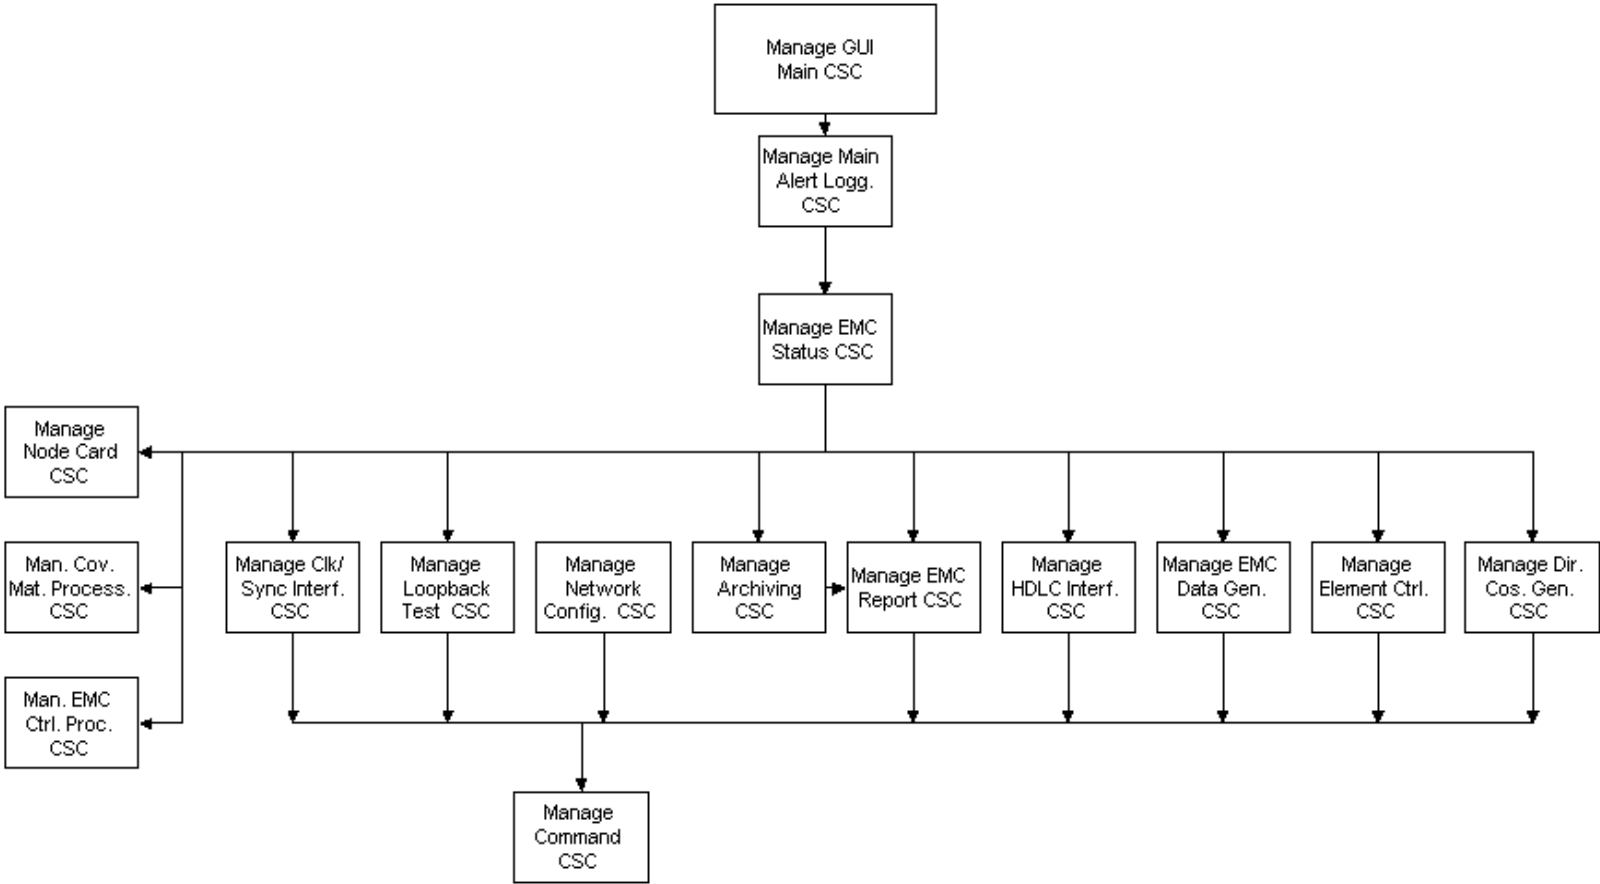 Manage GUI
Main CSC
Manage Main
Alert Logg.
CSC
Manage EMC
Status CSC
Manage
Node Card
CSC
Man. Cov.
Mat. Process.
CSC
Man. EMC
Ctrl. Proc.
CSC
Manage Clk/
Sync Interf.
CSC
Manage
Loopback
Test CSC
Manage
Network
Config. CSC
Manage
Archiving
CSC
Manage EMC
Report CSC
Manage
HDLC Interf.
CSC
Manage EMC
Data Gen.
CSC
Manage
Element Ctrl.
CSC
Manage Dir.
Cos. Gen.
CSC
Manage
Command
CSC